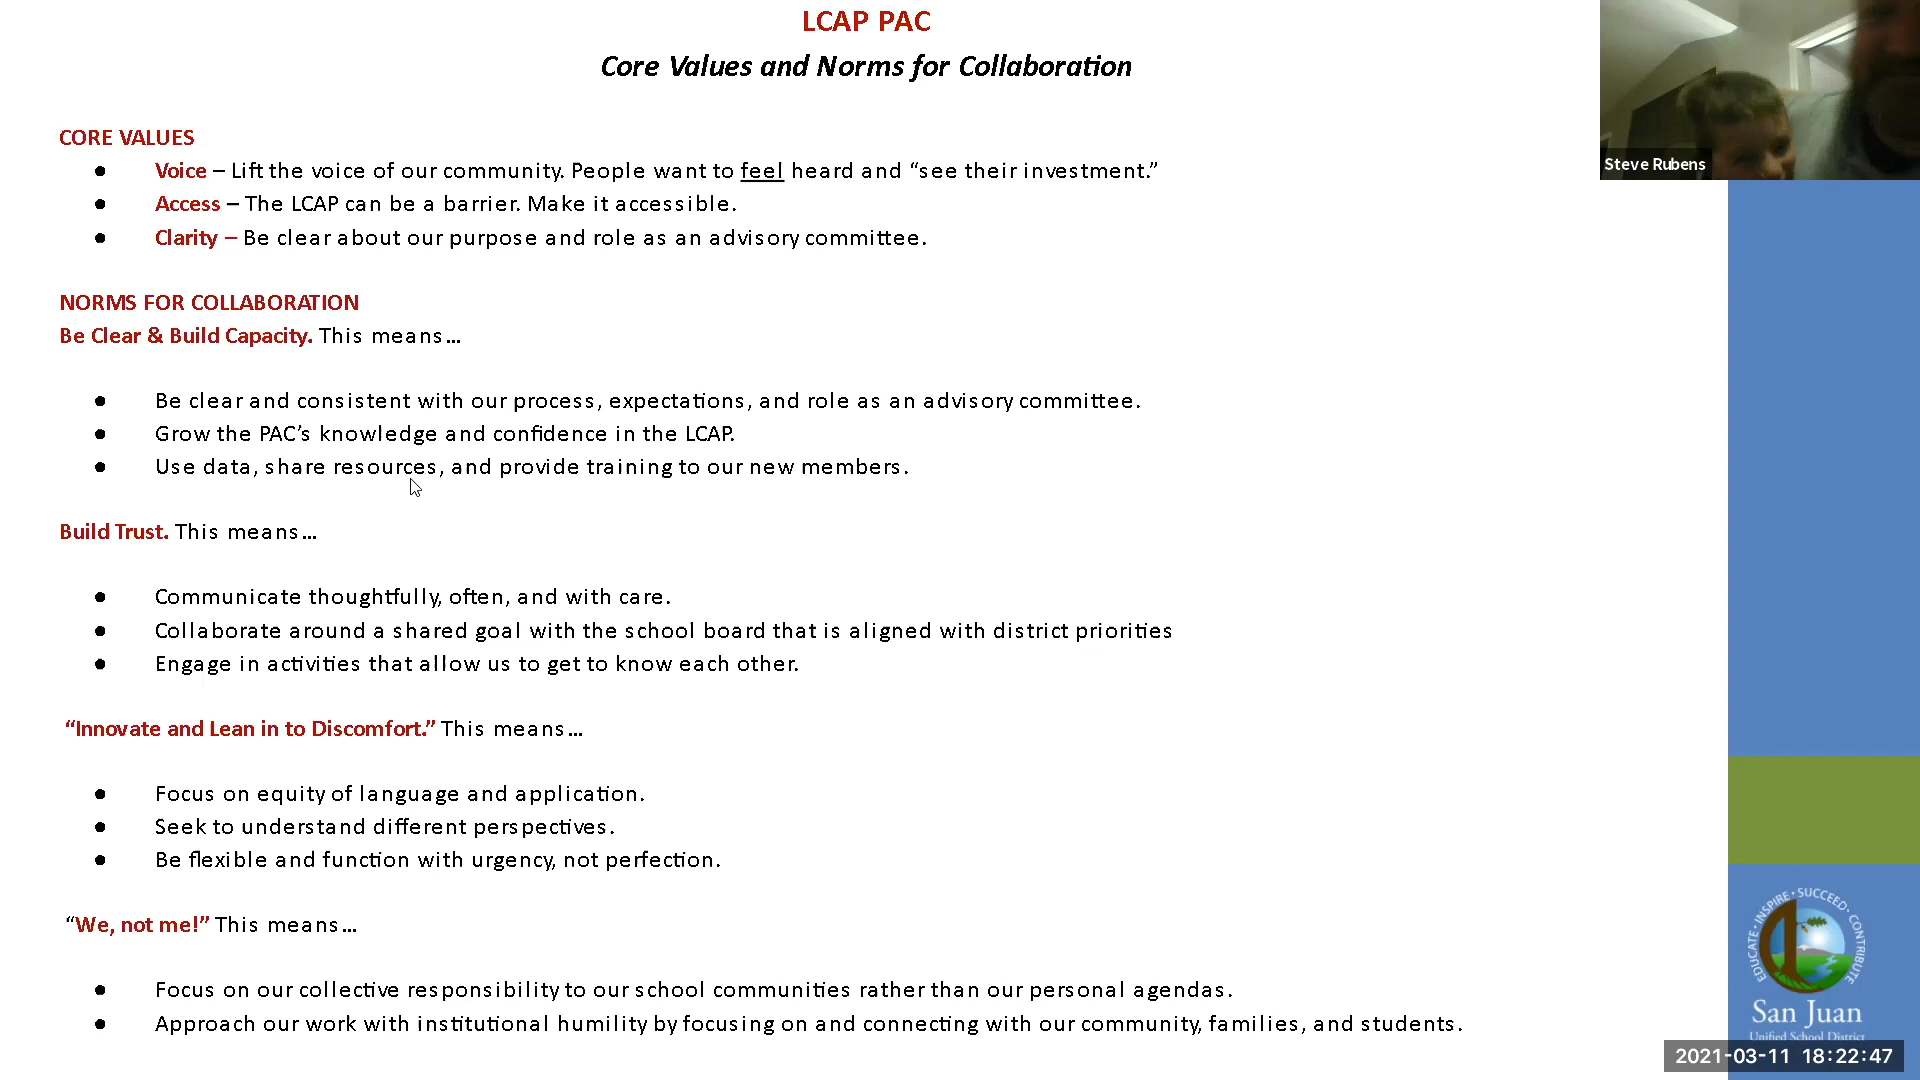 LCAP PAC
Core Values and Norms for Collaboration
CORE VALUES
● Voice – Lift the voice of our community. People want to feel heard and “see their investment.”
● Access – The LCAP can be a barrier. Make it accessible.
● Clarity – Be clear about our purpose and role as an advisory committee.
NORMS FOR COLLABORATION
Be Clear & Build Capacity. This means…
● Be clear and consistent with our process, expectations, and role as an advisory committee.
● Grow the PAC’s knowledge and confidence in the LCAP.
● Use data, share resources, and provide training to our new members.
Build Trust. This means…
● Communicate thoughtfully, often, and with care.
● Collaborate around a shared goal with the school board that is aligned with district priorities
● Engage in activities that allow us to get to know each other.
“Innovate and Lean in to Discomfort.” This means…
● Focus on equity of language and application.
● Seek to understand different perspectives.
● Be flexible and function with urgency, not perfection.
“We, not me!” This means…
● Focus on our collective responsibility to our school communities rather than our personal agendas.
● Approach our work with institutional humility by focusing on and connecting with our community, families, and students.
Steve Rubens
EDUCATE · INSPIRE · SUCCEED · CONTRIBUTE
San Juan
Unified School District
2021-03-11 18:22:47